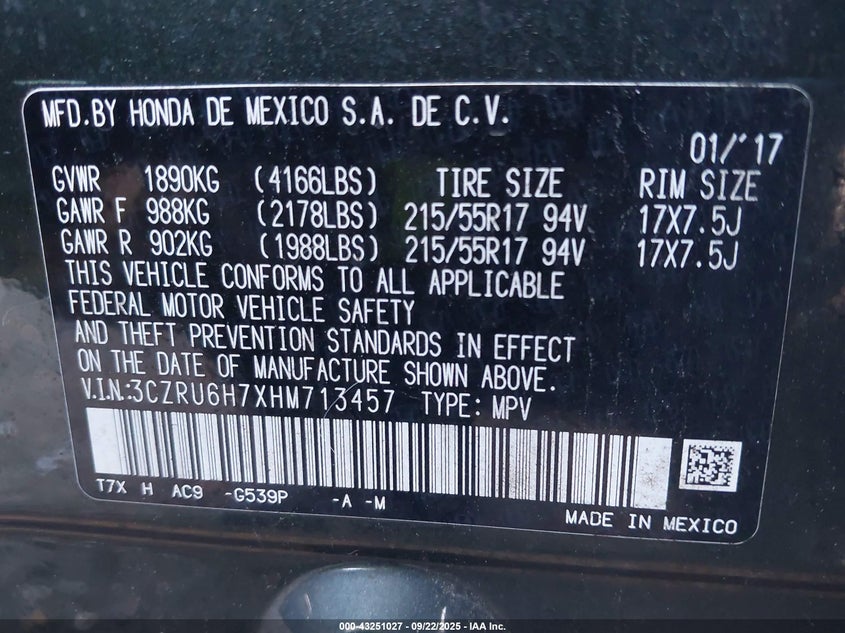 MFD.BY HONDA DE MEXICO S.A. DE C.V.
01/'17
GVWR 1890KG (4166LBS) TIRE SIZE RIM SIZE
GAWR F 988KG (2178LBS) 215/55R17 94V 17X7.5J
GAWR R 902KG (1988LBS) 215/55R17 94V 17X7.5J
THIS VEHICLE CONFORMS TO ALL APPLICABLE
FEDERAL MOTOR VEHICLE SAFETY
AND THEFT PREVENTION STANDARDS IN EFFECT
ON THE DATE OF MANUFACTURE SHOWN ABOVE.
V.I.N.:3CZRU6H7XHM713457 TYPE: MPV
T7X H AC9 -G539P -A -M
MADE IN MEXICO
000-43251027 - 09/22/2025 - IAA Inc.